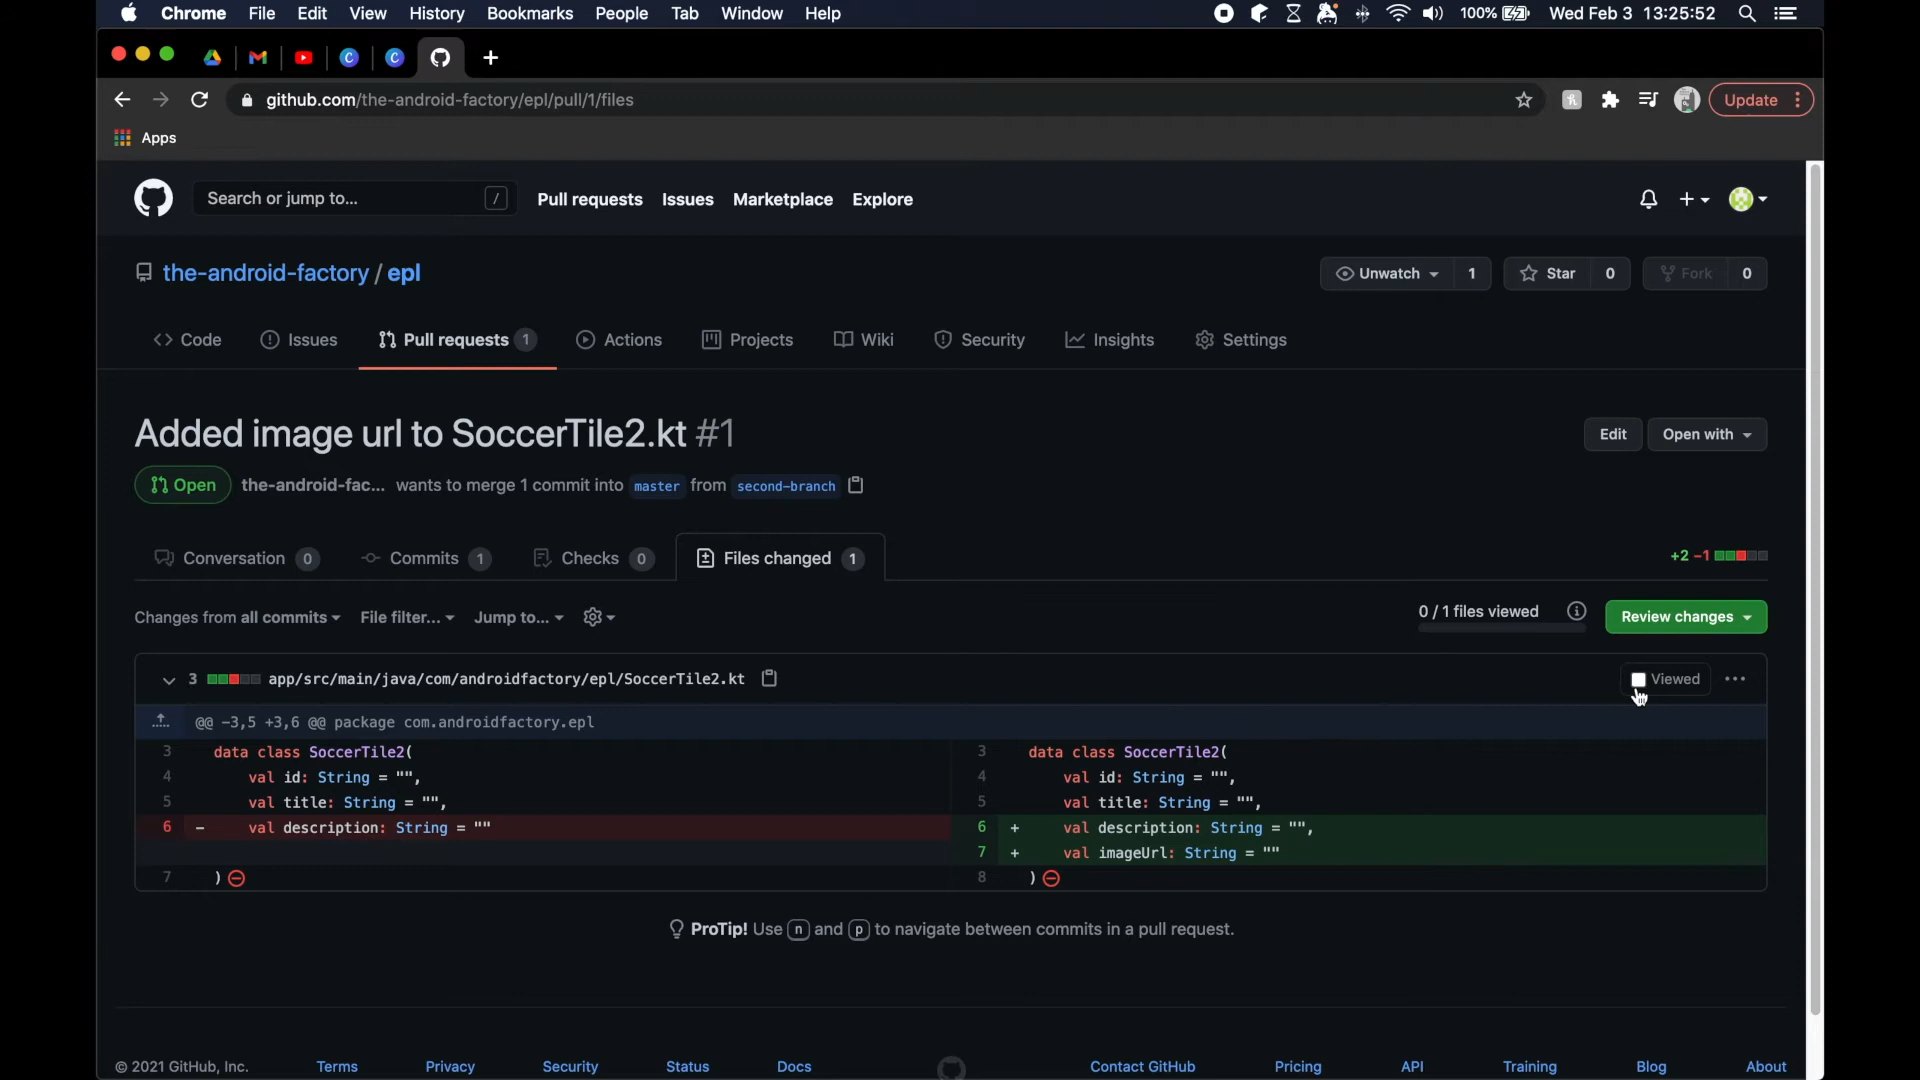 Chrome File Edit View History Bookmarks People Tab Window Help 100% Wed Feb 3 13:25:52
github.com/the-android-factory/epl/pull/1/files Update
Apps
Search or jump to... / Pull requests Issues Marketplace Explore
the-android-factory / epl Unwatch 1 Star 0 Fork 0
Code Issues Pull requests 1 Actions Projects Wiki Security Insights Settings
Added image url to SoccerTile2.kt #1 Edit Open with
Open the-android-fac... wants to merge 1 commit into master from second-branch
Conversation 0 Commits 1 Checks 0 Files changed 1 +2 −1
Changes from all commits File filter... Jump to... 0 / 1 files viewed Review changes
3 app/src/main/java/com/androidfactory/epl/SoccerTile2.kt Viewed
@@ -3,5 +3,6 @@ package com.androidfactory.epl
3 data class SoccerTile2( 3 data class SoccerTile2(
4 val id: String = "", 4 val id: String = "",
5 val title: String = "", 5 val title: String = "",
6 - val description: String = "" 6 + val description: String = "",
7 + val imageUrl: String = ""
7 ) 8 )
ProTip! Use n and p to navigate between commits in a pull request.
© 2021 GitHub, Inc. Terms Privacy Security Status Docs Contact GitHub Pricing API Training Blog About